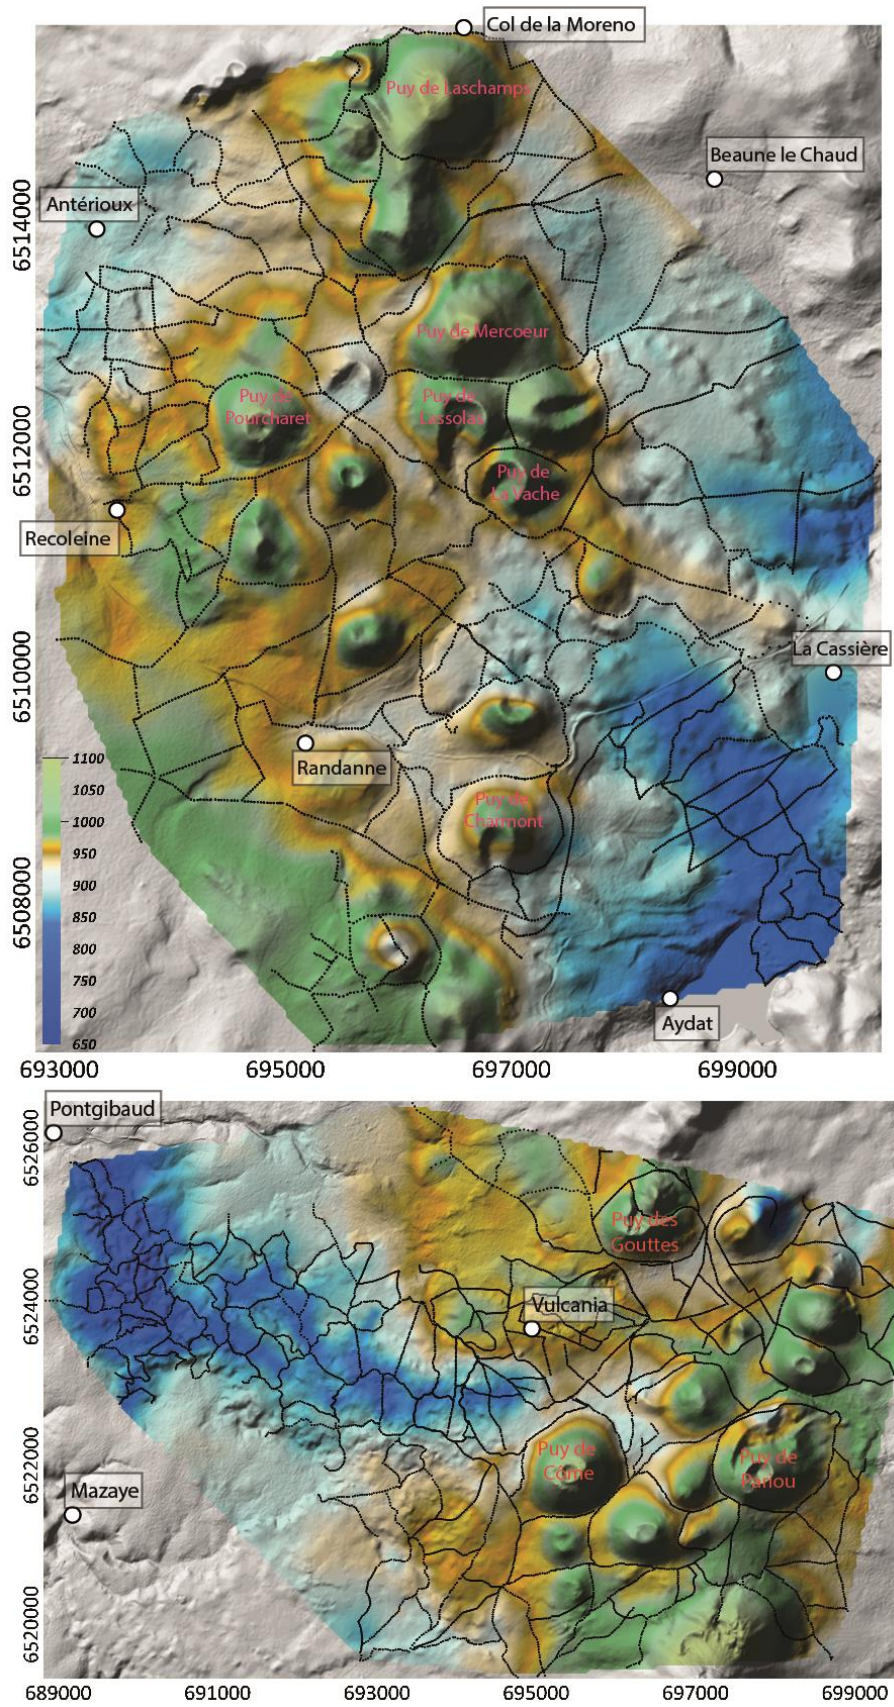 Col de la Moreno
Puy de Laschamps
Beaune le Chaud
Antérioux
6514000
Puy de Mercoeur
Puy de
Pourcharet
Puy de
Lassolas
6512000
Puy de
La Vache
Recoleine
La Cassière
6510000
Randanne
1100
1050
1000
950
900
850
800
750
700
650
Puy de
Charmont
6508000
Aydat
693000
695000
697000
699000
Pontgibaud
6526000
Puy des
Gouttes
6524000
Vulcania
6522000
Puy de
Côme
Puy de
Pariou
Mazaye
6520000
689000
691000
693000
695000
697000
699000